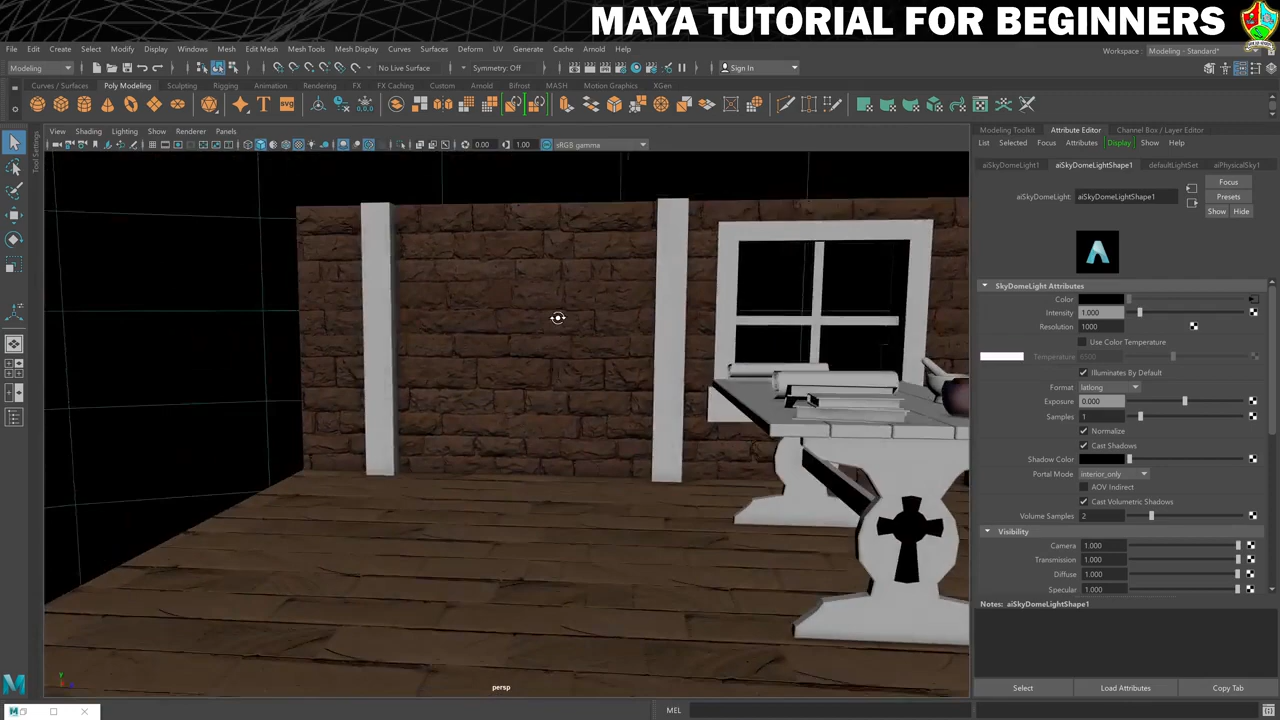 MAYA TUTORIAL FOR BEGINNERS
File Edit Create Select Modify Display Windows Mesh Edit Mesh Mesh Tools Mesh Display Curves Surfaces Deform UV Generate Cache Arnold Help
Workspace: Modeling - Standard*
Modeling No Live Surface Symmetry: Off Sign In
Curves / Surfaces Poly Modeling Sculpting Rigging Animation Rendering FX FX Caching Custom Arnold Bifrost MASH Motion Graphics XGen
T svg
Tool Settings
View Shading Lighting Show Renderer Panels
0.00 1.00 sRGB gamma
persp
Modeling Toolkit Attribute Editor Channel Box / Layer Editor
List Selected Focus Attributes Display Show Help
aiSkyDomeLight1 aiSkyDomeLightShape1 defaultLightSet aiPhysicalSky1
Focus
aiSkyDomeLight: aiSkyDomeLightShape1 Presets
Show Hide
SkyDomeLight Attributes
Color
Intensity 1.000
Resolution 1000
Use Color Temperature
Temperature 6500
Illuminates By Default
Format latlong
Exposure 0.000
Samples 1
Normalize
Cast Shadows
Shadow Color
Portal Mode interior_only
AOV Indirect
Cast Volumetric Shadows
Volume Samples 2
Visibility
Camera 1.000
Transmission 1.000
Diffuse 1.000
Specular 1.000
Notes: aiSkyDomeLightShape1
Select Load Attributes Copy Tab
MEL